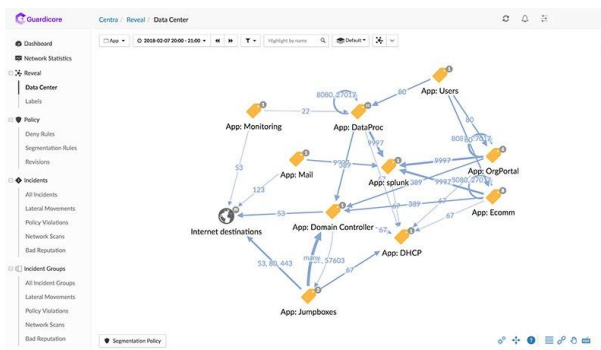 Guardicore
Centra / Reveal / Data Center
Dashboard
Network Statistics
Reveal
Data Center
Labels
Policy
Deny Rules
Segmentation Rules
Revisions
Incidents
All Incidents
Lateral Movements
Policy Violations
Network Scans
Bad Reputation
Incident Groups
All Incident Groups
Lateral Movements
Policy Violations
Network Scans
Bad Reputation
App
2018-02-07 20:00 - 21:00
Highlight by name
Default
App: Users
80
80
8080, 27017
22
App: Monitoring
App: DataProc
9997
9997
App: OrgPortal
53
App: Mail
389
App: splunk
389
9997
8080, 27017
123
67
389
67
App: Ecomm
Internet destinations
53
App: Domain Controller
67
App: DHCP
53, 80, 443
57603
67
App: Jumpboxes
Segmentation Policy